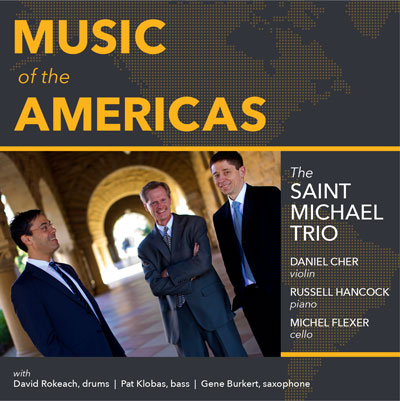 MUSIC
of the
AMERICAS
The
SAINT
MICHAEL
TRIO
DANIEL CHER
violin
RUSSELL HANCOCK
piano
MICHEL FLEXER
cello
with
David Rokeach, drums | Pat Klobas, bass | Gene Burkert, saxophone